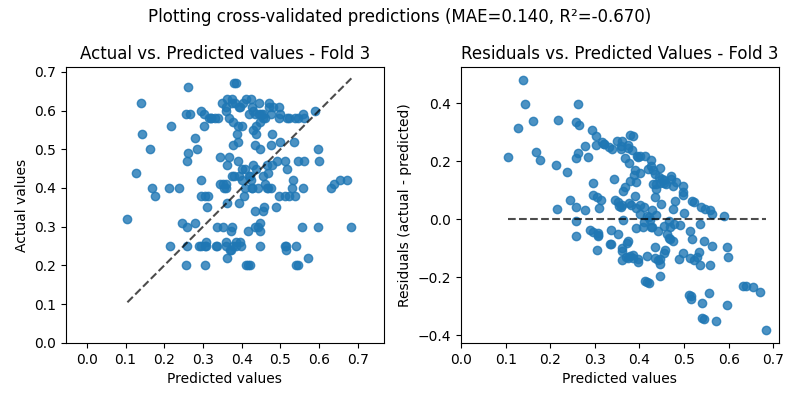 Plotting cross-validated predictions (MAE=0.140, R²=-0.670)
Actual vs. Predicted values - Fold 3
Actual values
0.7
0.6
0.5
0.4
0.3
0.2
0.1
0.0
0.0 0.1 0.2 0.3 0.4 0.5 0.6 0.7
Predicted values
Residuals vs. Predicted Values - Fold 3
Residuals (actual - predicted)
0.4
0.2
0.0
−0.2
−0.4
0.0 0.1 0.2 0.3 0.4 0.5 0.6 0.7
Predicted values